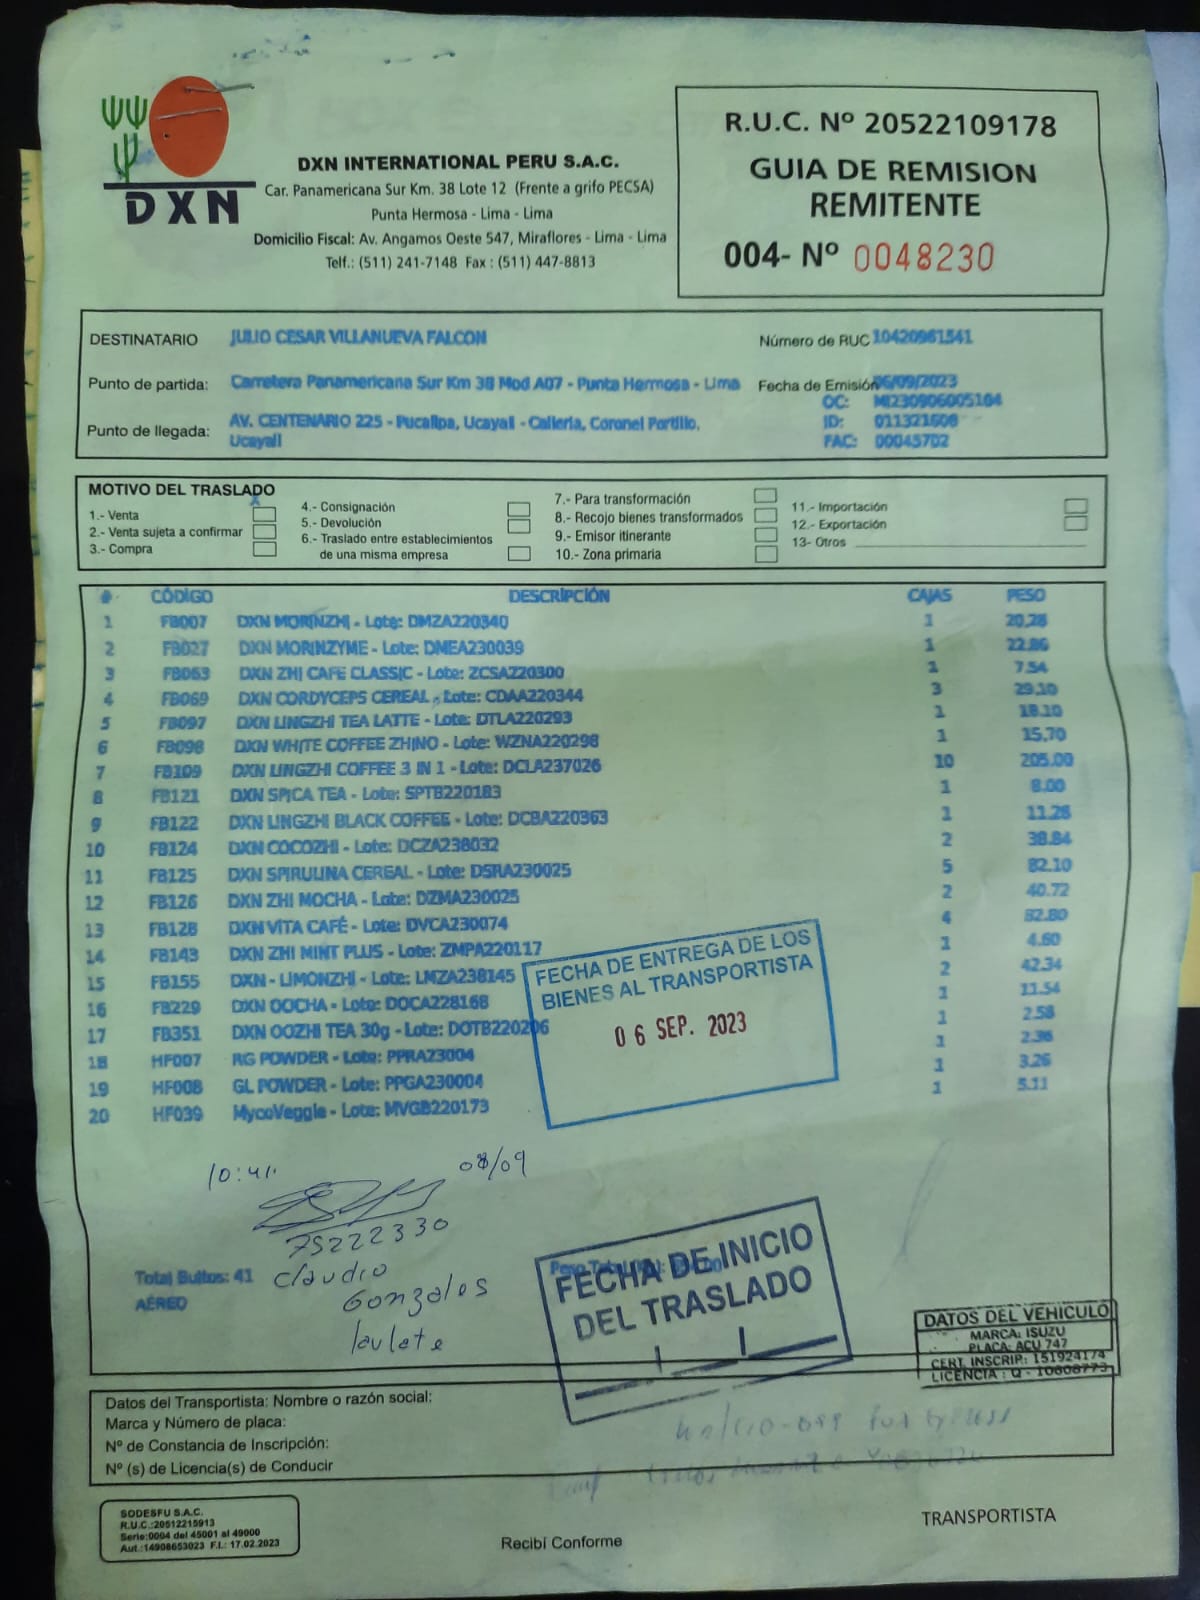 DXN
DXN INTERNATIONAL PERU S.A.C.
Car. Panamericana Sur Km. 38 Lote 12 (Frente a grifo PECSA)
Punta Hermosa - Lima - Lima
Domicilio Fiscal: Av. Angamos Oeste 547, Miraflores - Lima - Lima
Telf.: (511) 241-7148 Fax : (511) 447-8813
R.U.C. Nº 20522109178
GUIA DE REMISION
REMITENTE
004- Nº 0048230
DESTINATARIO JULIO CESAR VILLANUEVA FALCON Número de RUC 10420961541
Punto de partida: Carretera Panamericana Sur Km 38 Mod A07 - Punta Hermosa - Lima Fecha de Emisión 06/09/2023
OC: MI230906005104
Punto de llegada: AV. CENTENARIO 225 - Pucallpa, Ucayali - Calleria, Coronel Portillo, ID: 011321608
Ucayali FAC: 00045702
MOTIVO DEL TRASLADO
1.- Venta X
2.- Venta sujeta a confirmar
3.- Compra
4.- Consignación
5.- Devolución
6.- Traslado entre establecimientos
de una misma empresa
7.- Para transformación
8.- Recojo bienes transformados
9.- Emisor itinerante
10.- Zona primaria
11.- Importación
12.- Exportación
13- Otros
# CÓDIGO DESCRIPCIÓN CAJAS PESO
1 FB007 DXN MORINZHI - Lote: DMZA220340 1 20.28
2 FB027 DXN MORINZYME - Lote: DMEA230039 1 22.86
3 FB063 DXN ZHI CAFE CLASSIC - Lote: ZCSA220300 1 7.54
4 FB069 DXN CORDYCEPS CEREAL - Lote: CDAA220344 3 29.10
5 FB097 DXN LINGZHI TEA LATTE - Lote: DTLA220293 1 18.10
6 FB098 DXN WHITE COFFEE ZHINO - Lote: WZNA220298 1 15.70
7 FB109 DXN LINGZHI COFFEE 3 IN 1 - Lote: DCLA237026 10 205.00
8 FB121 DXN SPICA TEA - Lote: SPTB220183 1 8.00
9 FB122 DXN LINGZHI BLACK COFFEE - Lote: DCBA220363 1 11.28
10 FB124 DXN COCOZHI - Lote: DCZA238032 2 38.84
11 FB125 DXN SPIRULINA CEREAL - Lote: DSRA230025 5 82.10
12 FB126 DXN ZHI MOCHA - Lote: DZMA230025 2 40.72
13 FB128 DXN VITA CAFÉ - Lote: DVCA230074 4 82.80
14 FB143 DXN ZHI MINT PLUS - Lote: ZMPA220117 1 4.60
15 FB155 DXN - LIMONZHI - Lote: LMZA238145 2 42.34
16 FB229 DXN OOCHA - Lote: DOCA228168 1 11.54
17 FB351 DXN OOZHI TEA 30g - Lote: DOTB220206 1 2.58
18 HF007 RG POWDER - Lote: PPRA23004 1 2.36
19 HF008 GL POWDER - Lote: PPGA230004 1 3.26
20 HF039 MycoVeggie - Lote: MVGB220173 1 5.11
FECHA DE ENTREGA DE LOS
BIENES AL TRANSPORTISTA
06 SEP. 2023
10:41 08/09
75222330
Claudio
Gonzales
Total Bultos: 41
AÉREO
FECHA DE INICIO
DEL TRASLADO
DATOS DEL VEHICULO
MARCA: ISUZU
PLACA: ACU 747
CERT. INSCRIP: 151924174
LICENCIA : Q - 10808773
Datos del Transportista: Nombre o razón social:
Marca y Número de placa:
Nº de Constancia de Inscripción:
Nº (s) de Licencia(s) de Conducir
SODESFU S.A.C.
R.U.C.:20512215913
Serie:0004 del 45001 al 49000
Aut.:14908653023 F.I.: 17.02.2023
Recibí Conforme
TRANSPORTISTA